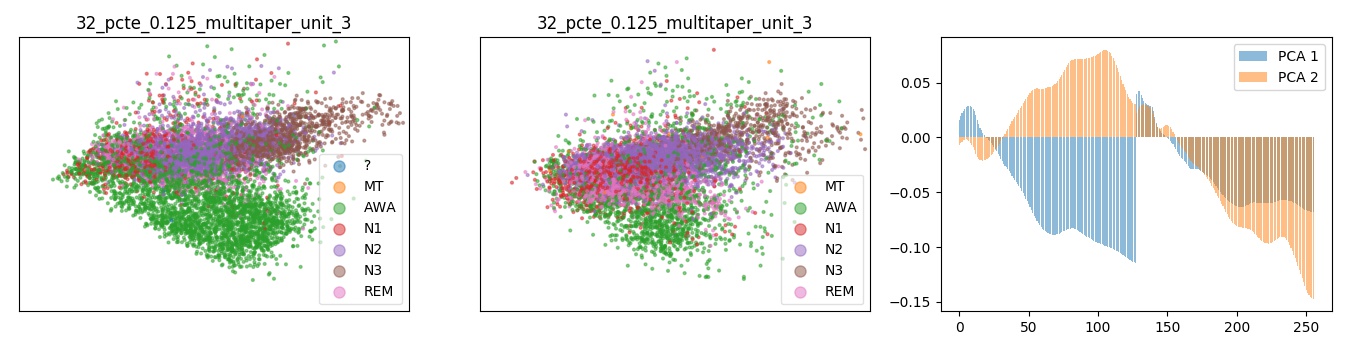 32_pcte_0.125_multitaper_unit_3
?
MT
AWA
N1
N2
N3
REM
32_pcte_0.125_multitaper_unit_3
MT
AWA
N1
N2
N3
REM
PCA 1
PCA 2
0.05
0.00
−0.05
−0.10
−0.15
0 50 100 150 200 250